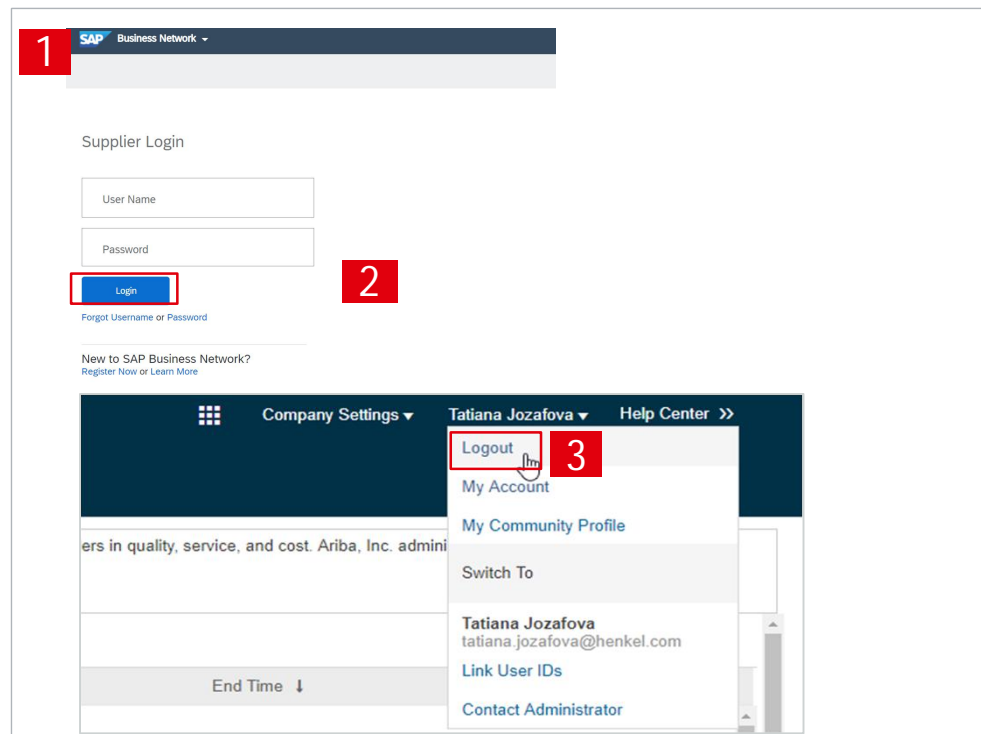 1
SAP Business Network
Supplier Login
User Name
Password
Login
2
Forgot Username or Password
New to SAP Business Network?
Register Now or Learn More
Company Settings Tatiana Jozafova Help Center >>
Logout
3
My Account
My Community Profile
ers in quality, service, and cost. Ariba, Inc. admini
Switch To
Tatiana Jozafova
tatiana.jozafova@henkel.com
Link User IDs
End Time
Contact Administrator